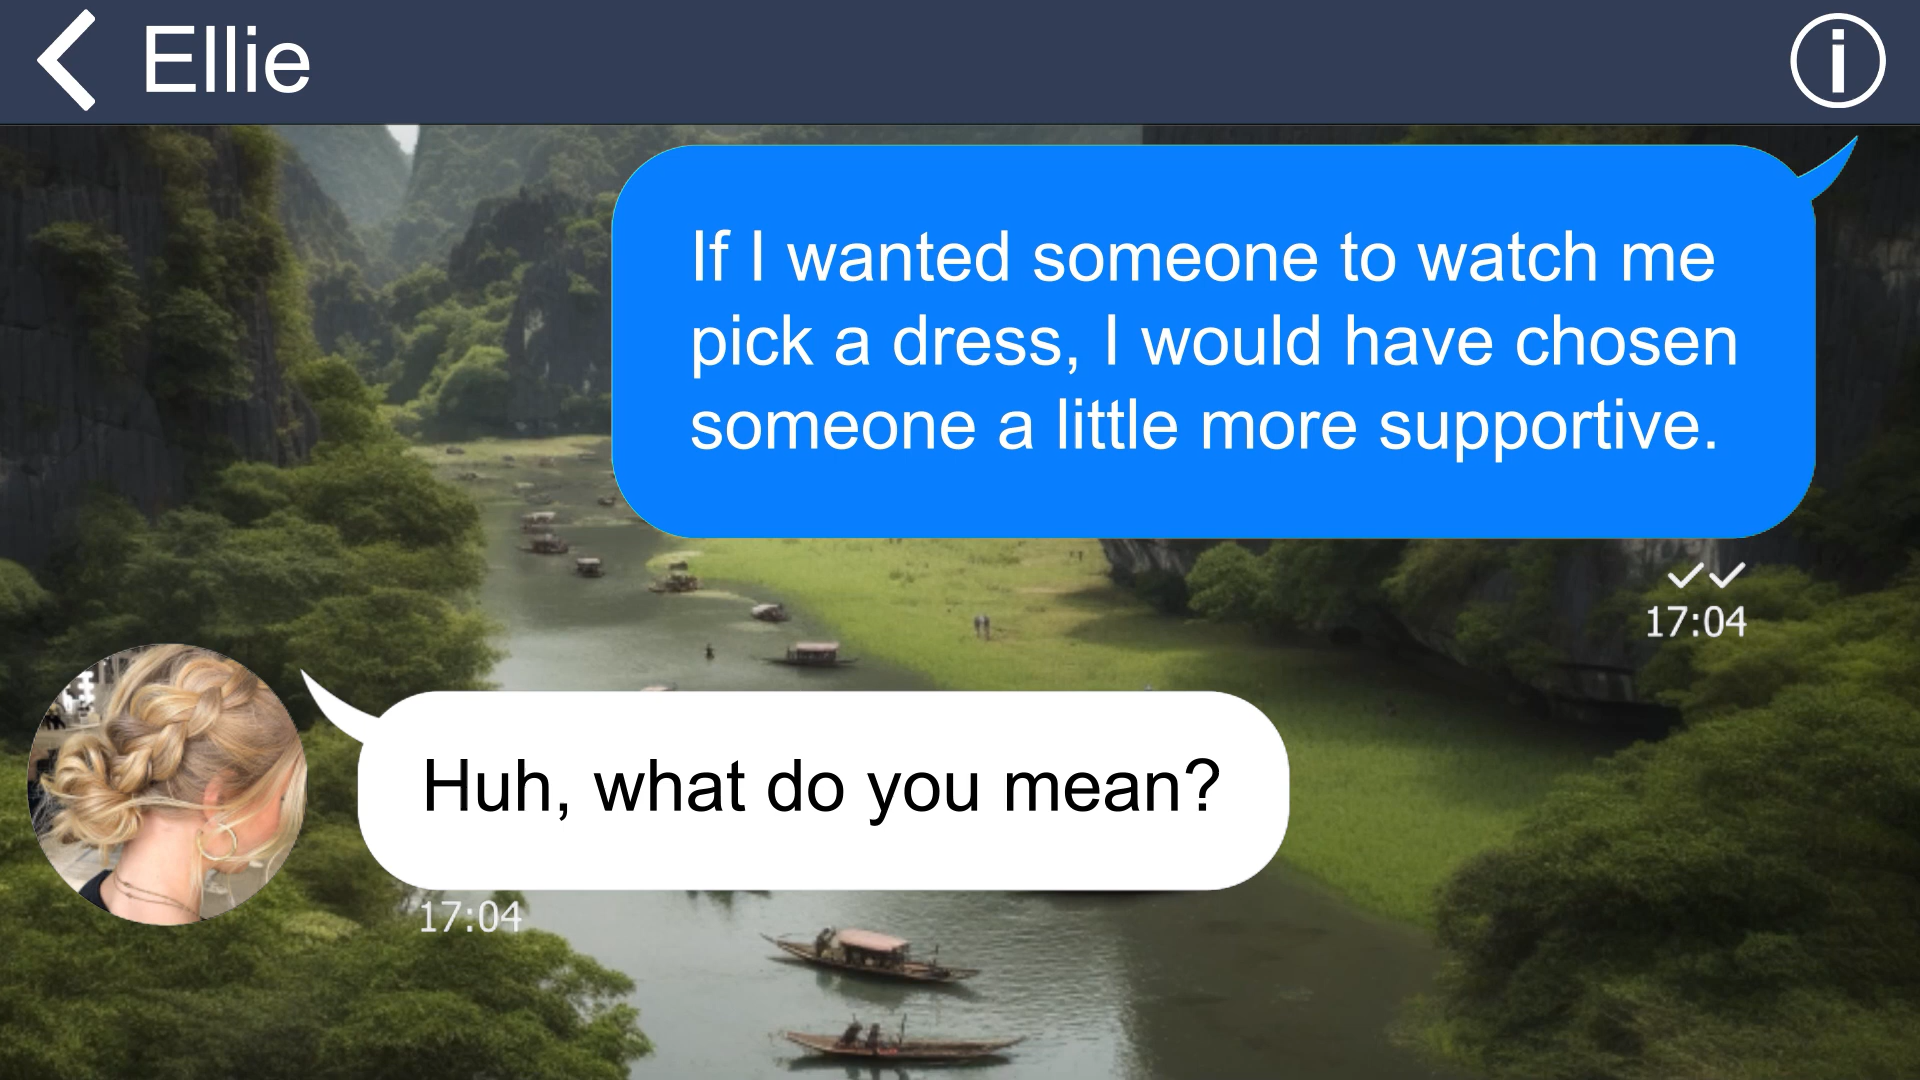 Ellie
If I wanted someone to watch me
pick a dress, I would have chosen
someone a little more supportive.
17:04
Huh, what do you mean?
17:04